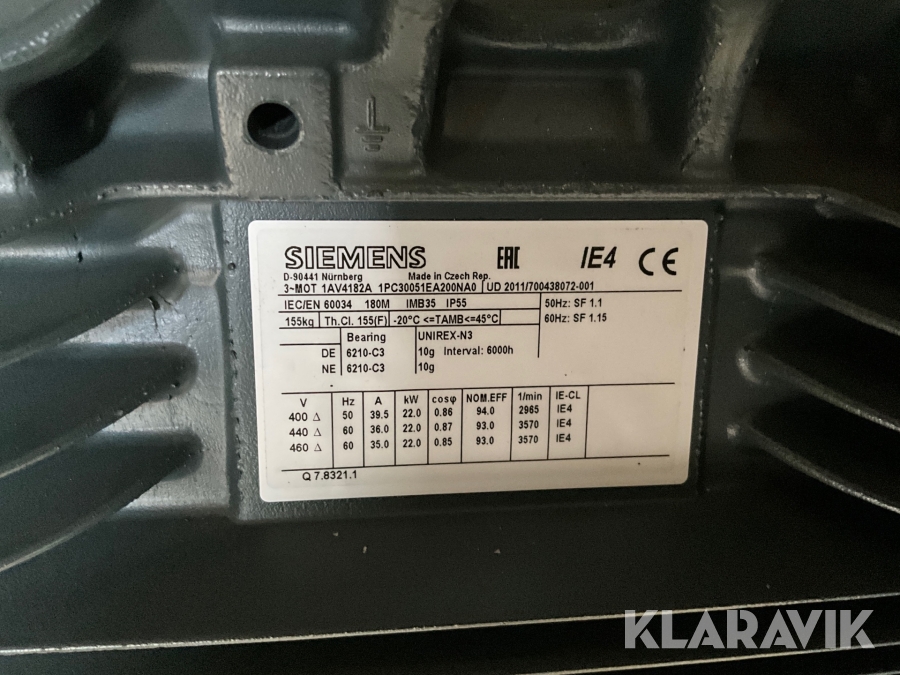 SIEMENS EAC IE4 CE
D-90441 Nürnberg Made in Czech Rep.
3~MOT 1AV4182A 1PC30051EA200NA0 UD 2011/700438072-001
IEC/EN 60034 180M IMB35 IP55 50Hz: SF 1.1
155kg Th.Cl. 155(F) -20°C <=TAMB<=45°C 60Hz: SF 1.15
Bearing UNIREX-N3
DE 6210-C3 10g Interval: 6000h
NE 6210-C3 10g
V Hz A kW cosφ NOM.EFF 1/min IE-CL
400 Δ 50 39.5 22.0 0.86 94.0 2965 IE4
440 Δ 60 36.0 22.0 0.87 93.0 3570 IE4
460 Δ 60 35.0 22.0 0.85 93.0 3570 IE4
Q 7.8321.1
KLARAVIK